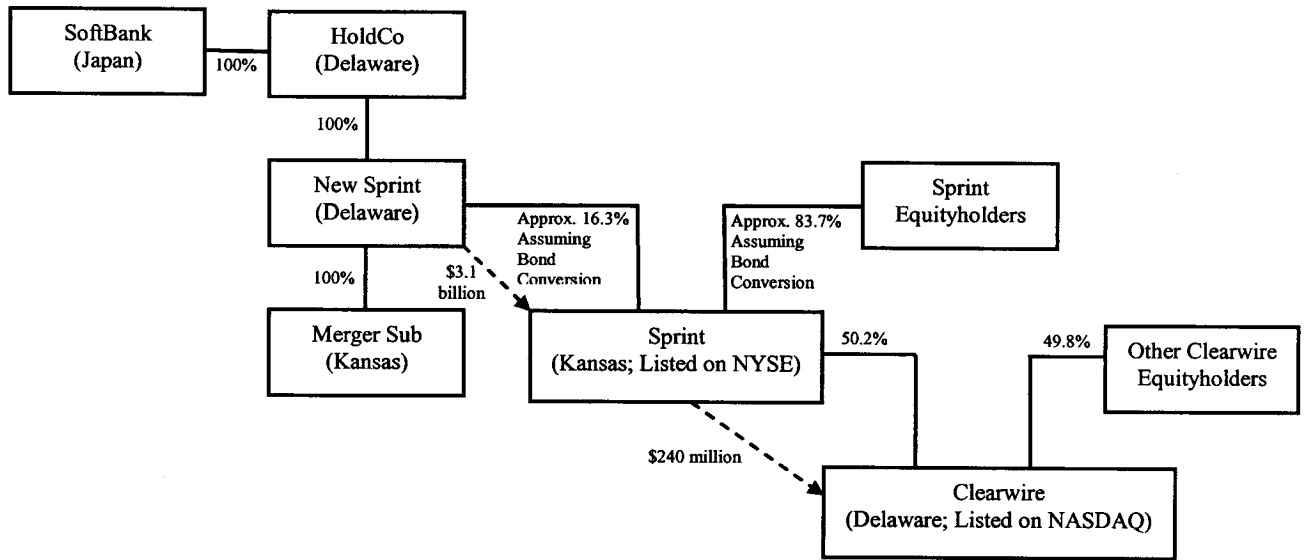 SoftBank
(Japan)
100%
HoldCo
(Delaware)
100%
New Sprint
(Delaware)
Approx. 16.3%
Assuming
Bond
Conversion
Approx. 83.7%
Assuming
Bond
Conversion
Sprint
Equityholders
100%
$3.1
billion
Merger Sub
(Kansas)
Sprint
(Kansas; Listed on NYSE)
50.2%
49.8%
Other Clearwire
Equityholders
$240 million
Clearwire
(Delaware; Listed on NASDAQ)